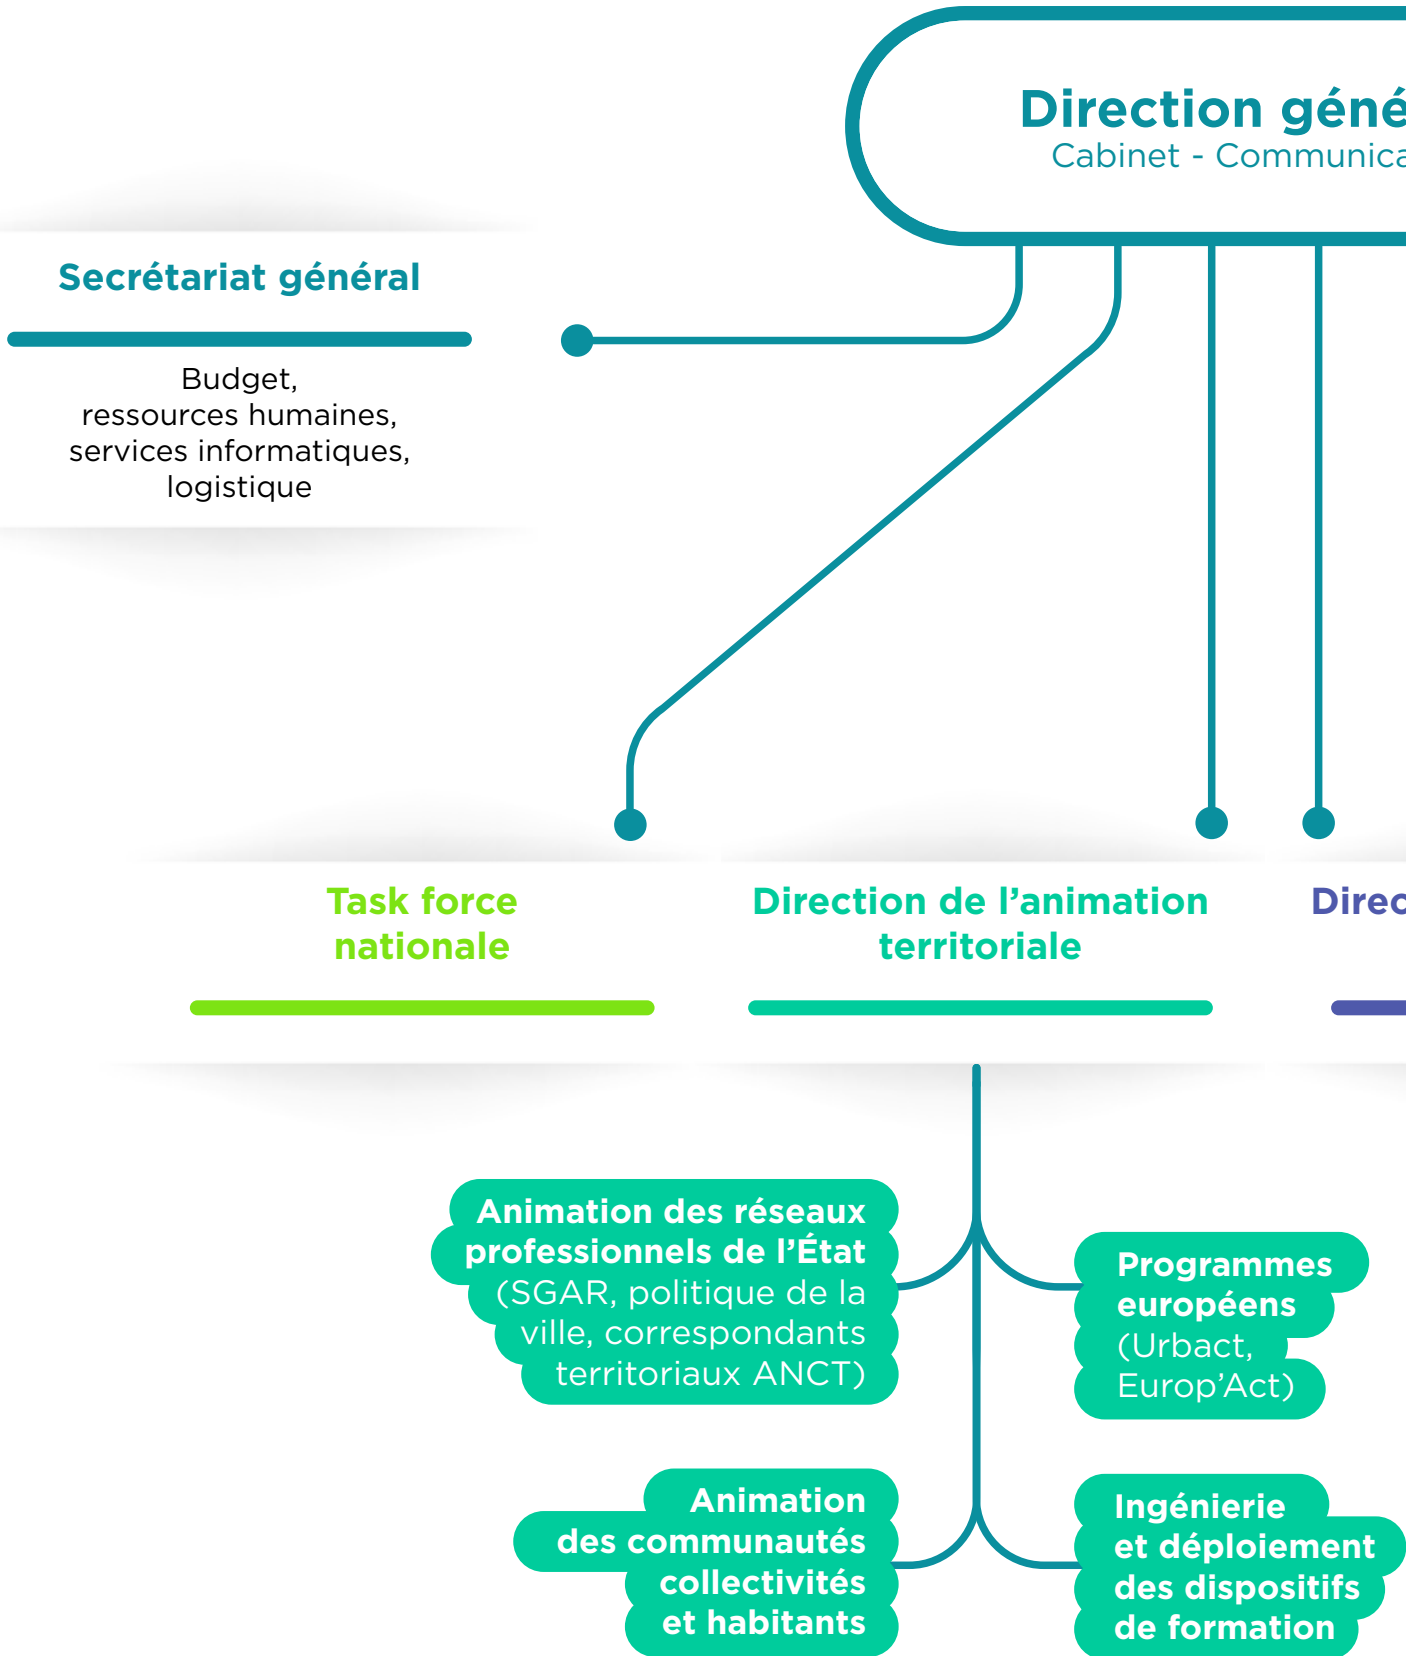 Direction géné
Cabinet - Communica
Secrétariat général
Budget,
ressources humaines,
services informatiques,
logistique
Task force
nationale
Direction de l’animation
territoriale
Direc
Animation des réseaux
professionnels de l’État
(SGAR, politique de la
ville, correspondants
territoriaux ANCT)
Programmes
européens
(Urbact,
Europ’Act)
Animation
des communautés
collectivités
et habitants
Ingénierie
et déploiement
des dispositifs
de formation